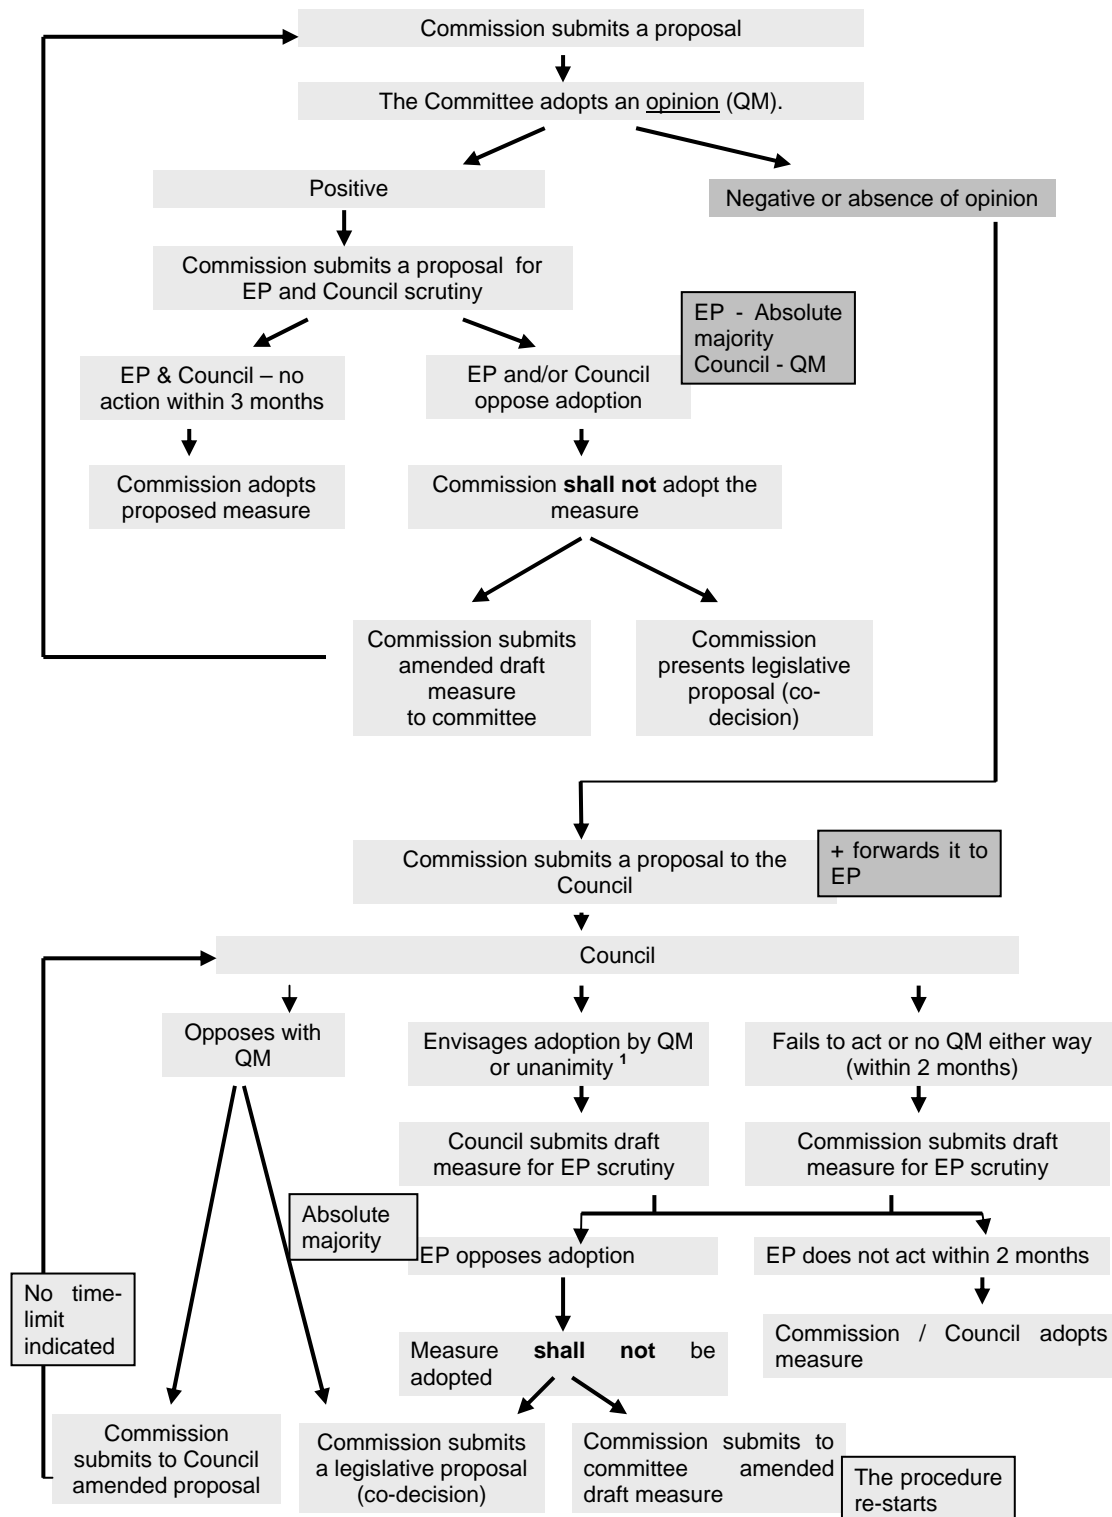 Commission submits a proposal
The Committee adopts an opinion (QM).
Positive
Negative or absence of opinion
Commission submits a proposal for
EP and Council scrutiny
EP - Absolute
majority
Council - QM
EP & Council – no
action within 3 months
EP and/or Council
oppose adoption
Commission adopts
proposed measure
Commission shall not adopt the
measure
Commission submits
amended draft
measure
to committee
Commission
presents legislative
proposal (co-
decision)
Commission submits a proposal to the
Council
+ forwards it to
EP
Council
Opposes with
QM
Envisages adoption by QM
or unanimity 1
Fails to act or no QM either way
(within 2 months)
Council submits draft
measure for EP scrutiny
Commission submits draft
measure for EP scrutiny
Absolute
majority
EP opposes adoption
EP does not act within 2 months
No time-
limit
indicated
Measure shall not be
adopted
Commission / Council adopts
measure
Commission
submits to Council
amended proposal
Commission submits
a legislative proposal
(co-decision)
Commission submits to
committee amended
draft measure
The procedure
re-starts